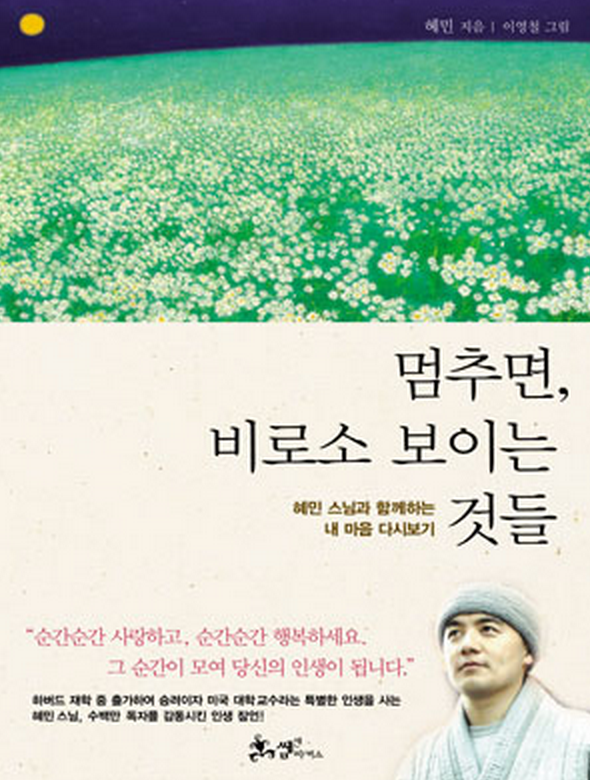 혜민 지음 | 이영철 그림
멈추면,
비로소 보이는
것들
혜민 스님과 함께하는
내 마음 다시보기
“순간순간 사랑하고, 순간순간 행복하세요.
그 순간이 모여 당신의 인생이 됩니다.”
하버드 재학 중 출가하여 승려이자 미국 대학교수라는 특별한 인생을 사는
혜민 스님, 수백만 독자를 감동시킨 인생 잠언!
쌤앤파커스